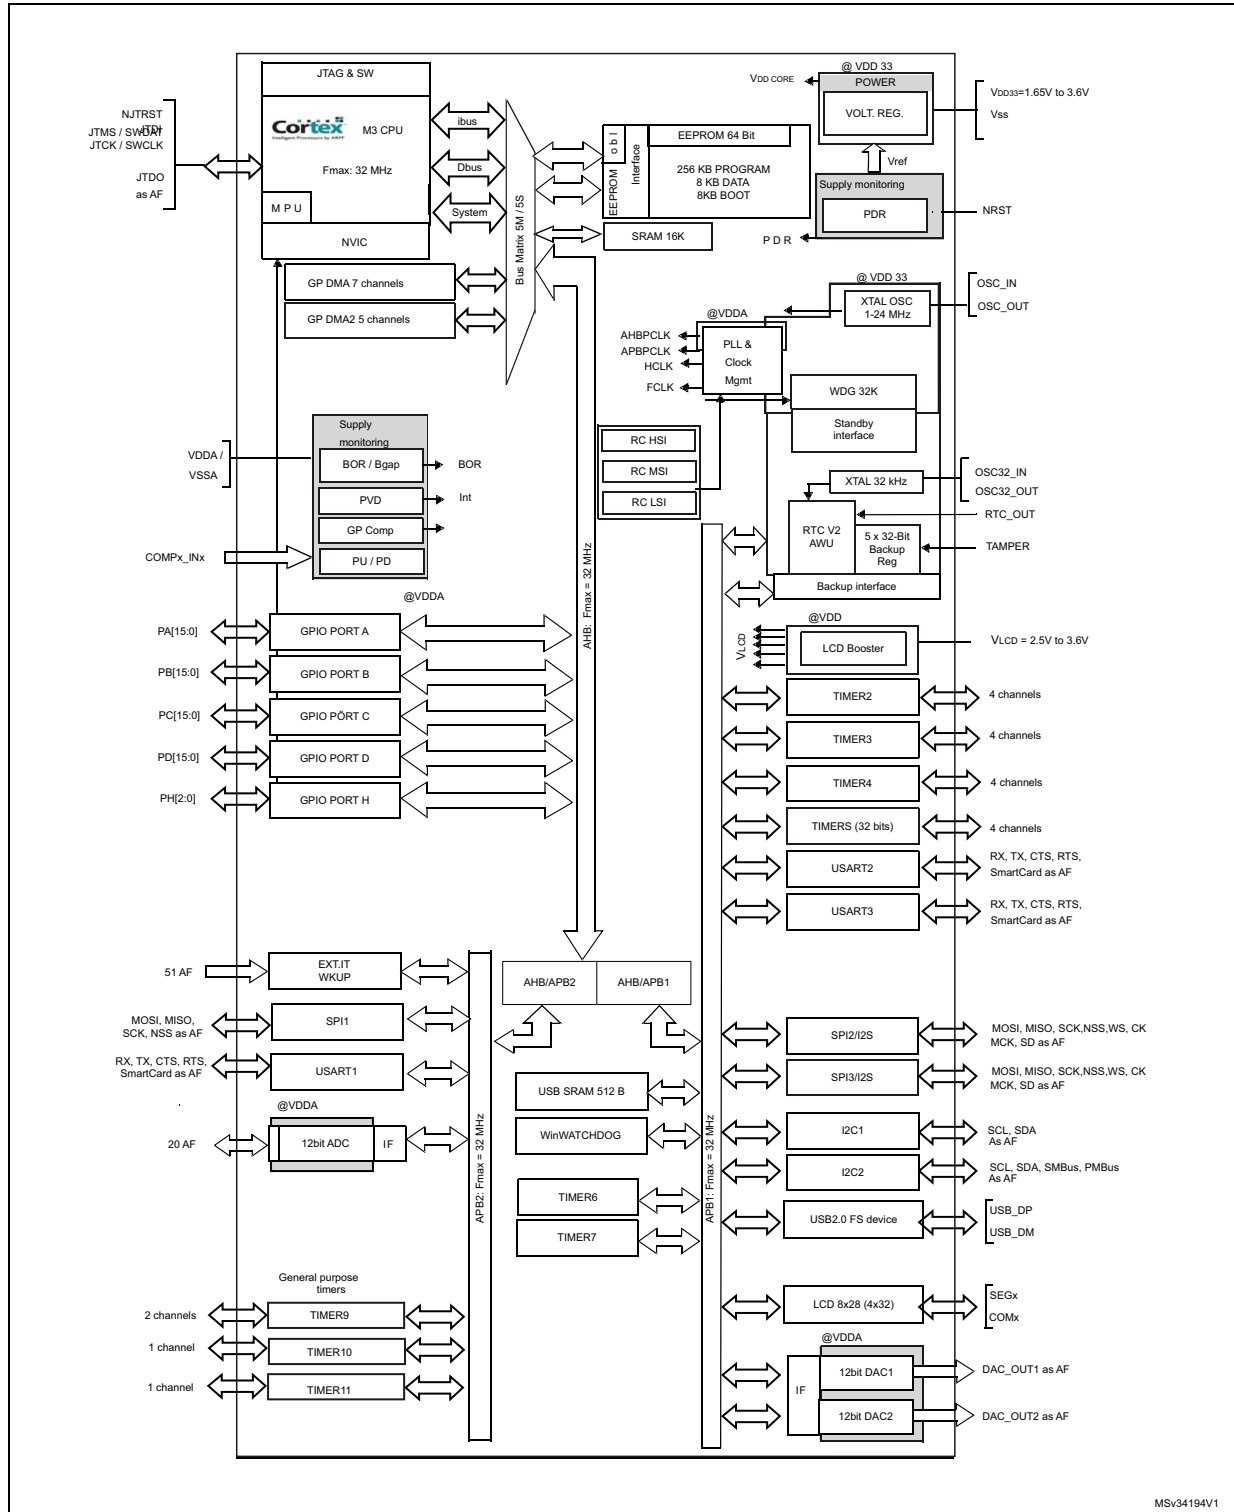 JTAG & SW
Cortex
Intelligent Processors by ARM
M3 CPU
Fmax: 32 MHz
M P U
NVIC
NJTRST
JTDI
JTMS / SWDAT
JTCK / SWCLK
JTDO
as AF
ibus
Dbus
System
GP DMA 7 channels
GP DMA2 5 channels
Bus Matrix 5M / 5S
EEPROM
Interface
o b l
EEPROM 64 Bit
256 KB PROGRAM
8 KB DATA
8KB BOOT
SRAM 16K
@ VDD 33
VDD CORE
POWER
VOLT. REG.
VDD33=1.65V to 3.6V
Vss
Vref
Supply monitoring
PDR
NRST
P D R
@ VDD 33
XTAL OSC
1-24 MHz
OSC_IN
OSC_OUT
@VDDA
PLL &
Clock
Mgmt
AHBPCLK
APBPCLK
HCLK
FCLK
WDG 32K
Standby
interface
RC HSI
RC MSI
RC LSI
XTAL 32 kHz
OSC32_IN
OSC32_OUT
RTC V2
AWU
RTC_OUT
5 x 32-Bit
Backup
Reg
TAMPER
Backup interface
Supply
monitoring
BOR / Bgap
PVD
GP Comp
PU / PD
VDDA /
VSSA
BOR
Int
COMPx_INx
@VDDA
AHB: Fmax = 32 MHz
PA[15:0]
GPIO PORT A
PB[15:0]
GPIO PORT B
PC[15:0]
GPIO PÖRT C
PD[15:0]
GPIO PORT D
PH[2:0]
GPIO PORT H
@VDD
VLCD
LCD Booster
VLCD = 2.5V to 3.6V
TIMER2
4 channels
TIMER3
4 channels
TIMER4
4 channels
TIMERS (32 bits)
4 channels
USART2
RX, TX, CTS, RTS,
SmartCard as AF
USART3
RX, TX, CTS, RTS,
SmartCard as AF
51 AF
EXT.IT
WKUP
AHB/APB2
AHB/APB1
MOSI, MISO,
SCK, NSS as AF
SPI1
RX, TX, CTS, RTS,
SmartCard as AF
USART1
@VDDA
20 AF
12bit ADC
IF
APB2: Fmax = 32 MHz
USB SRAM 512 B
WinWATCHDOG
TIMER6
TIMER7
APB1: Fmax = 32 MHz
SPI2/I2S
MOSI, MISO, SCK,NSS,WS, CK
MCK, SD as AF
SPI3/I2S
MOSI, MISO, SCK,NSS,WS, CK
MCK, SD as AF
I2C1
SCL, SDA
As AF
I2C2
SCL, SDA, SMBus, PMBus
As AF
USB2.0 FS device
USB_DP
USB_DM
General purpose
timers
2 channels
TIMER9
1 channel
TIMER10
1 channel
TIMER11
LCD 8x28 (4x32)
SEGx
COMx
@VDDA
IF
12bit DAC1
DAC_OUT1 as AF
12bit DAC2
DAC_OUT2 as AF
MSv34194V1